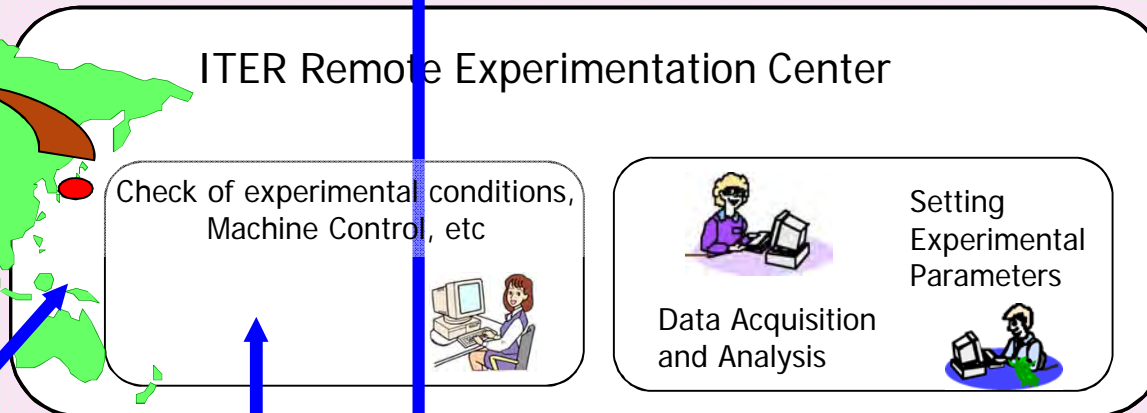 ITER Remote Experimentation Center
Check of experimental conditions,
Machine Control, etc
Setting
Experimental
Parameters
Data Acquisition
and Analysis